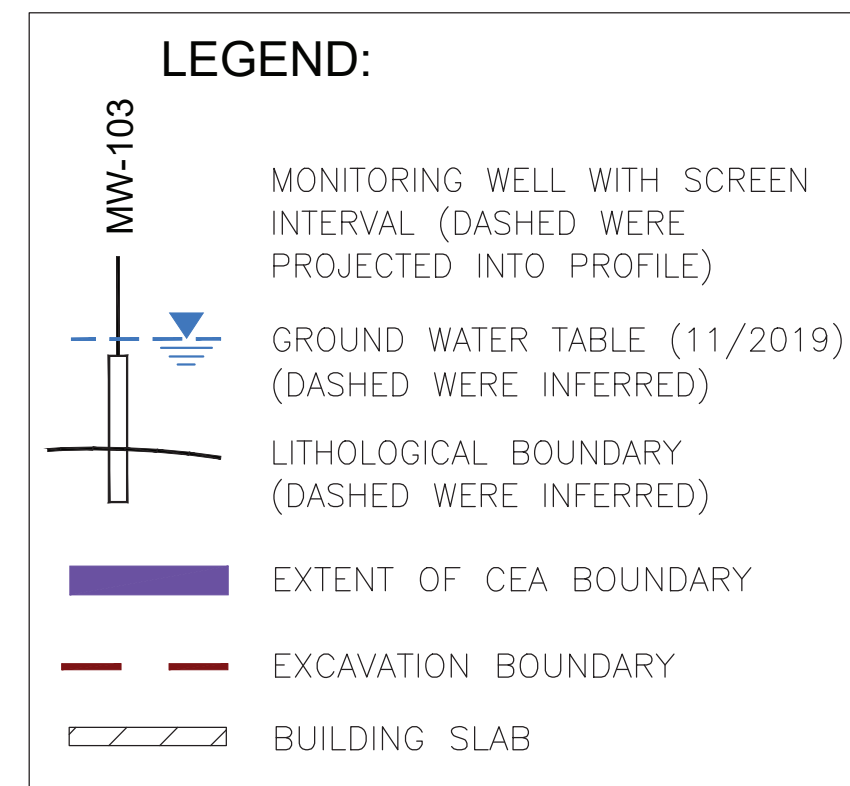 LEGEND:
MW-103
MONITORING WELL WITH SCREEN
INTERVAL (DASHED WERE
PROJECTED INTO PROFILE)
GROUND WATER TABLE (11/2019)
(DASHED WERE INFERRED)
LITHOLOGICAL BOUNDARY
(DASHED WERE INFERRED)
EXTENT OF CEA BOUNDARY
EXCAVATION BOUNDARY
BUILDING SLAB